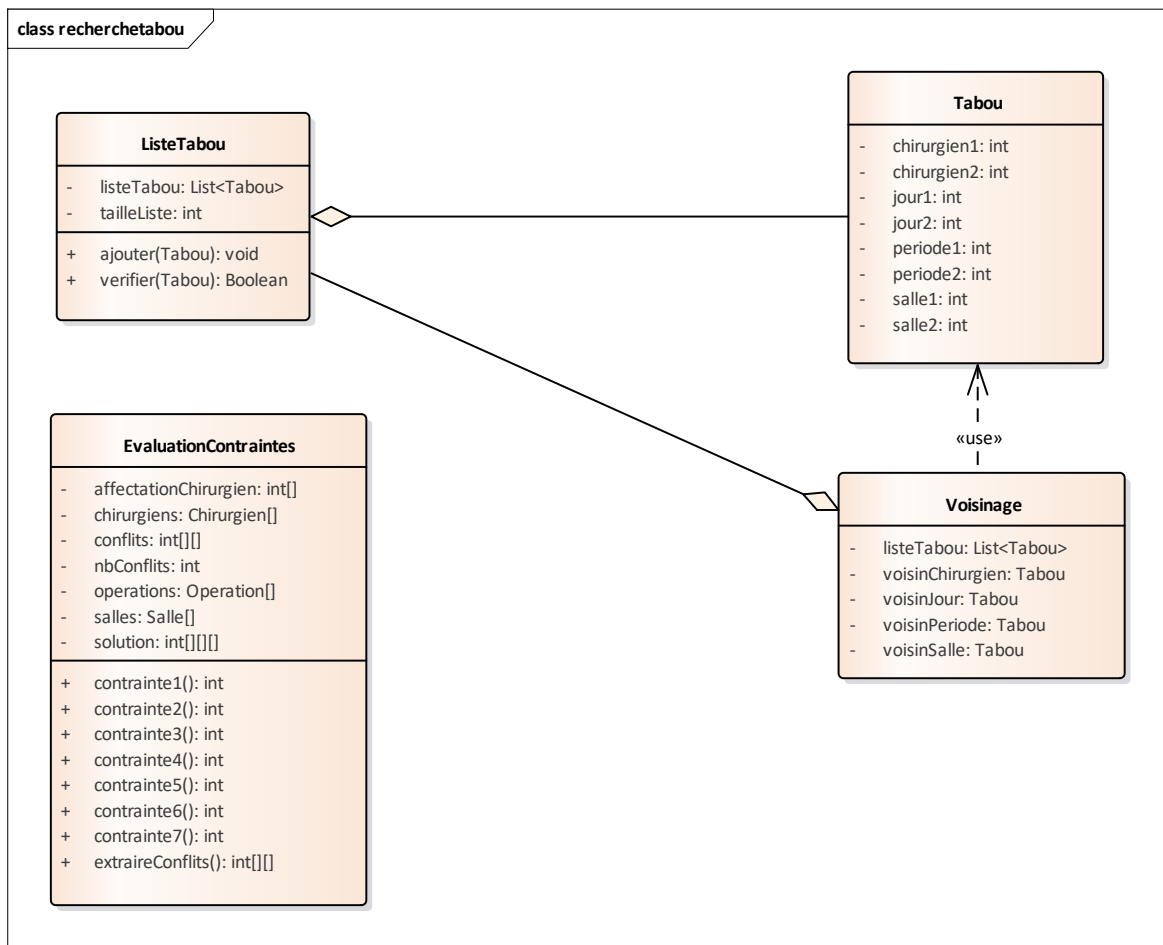 class recherchetabou
ListeTabou
- listeTabou: List<Tabou>
- tailleListe: int
+ ajouter(Tabou): void
+ verifier(Tabou): Boolean
Tabou
- chirurgien1: int
- chirurgien2: int
- jour1: int
- jour2: int
- periode1: int
- periode2: int
- salle1: int
- salle2: int
«use»
EvaluationContraintes
- affectationChirurgien: int[]
- chirurgiens: Chirurgien[]
- conflits: int[][]
- nbConflits: int
- operations: Operation[]
- salles: Salle[]
- solution: int[][][]
+ contrainte1(): int
+ contrainte2(): int
+ contrainte3(): int
+ contrainte4(): int
+ contrainte5(): int
+ contrainte6(): int
+ contrainte7(): int
+ extraireConflits(): int[][]
Voisinage
- listeTabou: List<Tabou>
- voisinChirurgien: Tabou
- voisinJour: Tabou
- voisinPeriode: Tabou
- voisinSalle: Tabou